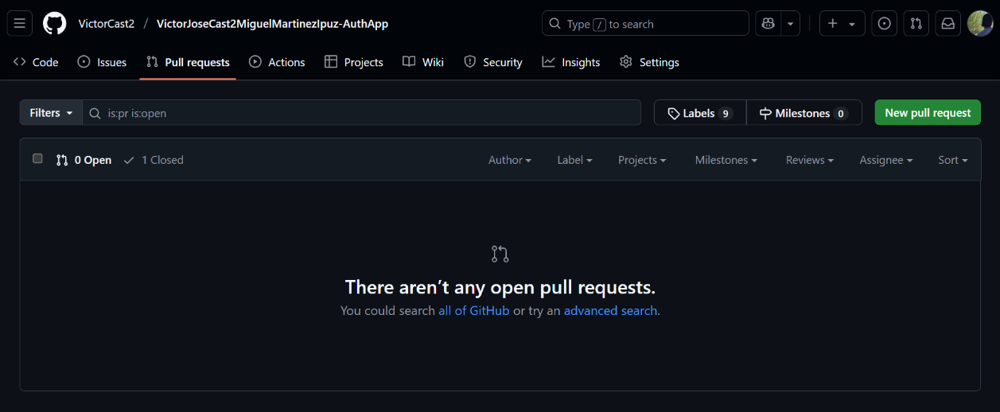 VictorCast2 / VictorJoseCast2MiguelMartinezIpuz-AuthApp Type / to search
Code Issues Pull requests Actions Projects Wiki Security Insights Settings
Filters is:pr is:open Labels 9 Milestones 0 New pull request
0 Open 1 Closed Author Label Projects Milestones Reviews Assignee Sort
There aren’t any open pull requests.
You could search all of GitHub or try an advanced search.